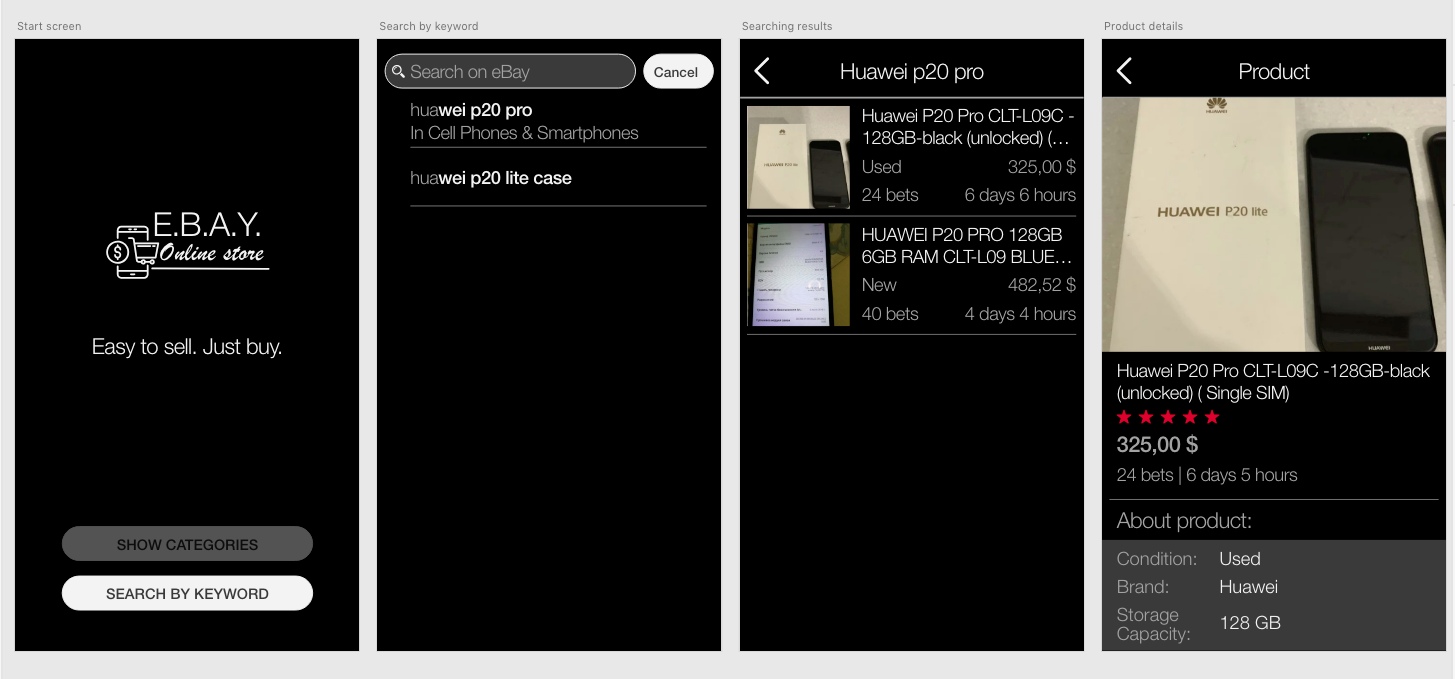 Start screen
E.B.A.Y.
Online store
Easy to sell. Just buy.
SHOW CATEGORIES
SEARCH BY KEYWORD
Search by keyword
Search on eBay
Cancel
huawei p20 pro
In Cell Phones & Smartphones
huawei p20 lite case
Searching results
Huawei p20 pro
HUAWEI P20 lite
Huawei P20 Pro CLT-L09C -
128GB-black (unlocked) (...
Used 325,00 $
24 bets 6 days 6 hours
HUAWEI P20 PRO 128GB
6GB RAM CLT-L09 BLUE...
New 482,52 $
40 bets 4 days 4 hours
Product details
Product
HUAWEI
HUAWEI P20 lite
HUAWEI
Huawei P20 Pro CLT-L09C -128GB-black
(unlocked) ( Single SIM)
325,00 $
24 bets | 6 days 5 hours
About product:
Condition: Used
Brand: Huawei
Storage
Capacity: 128 GB